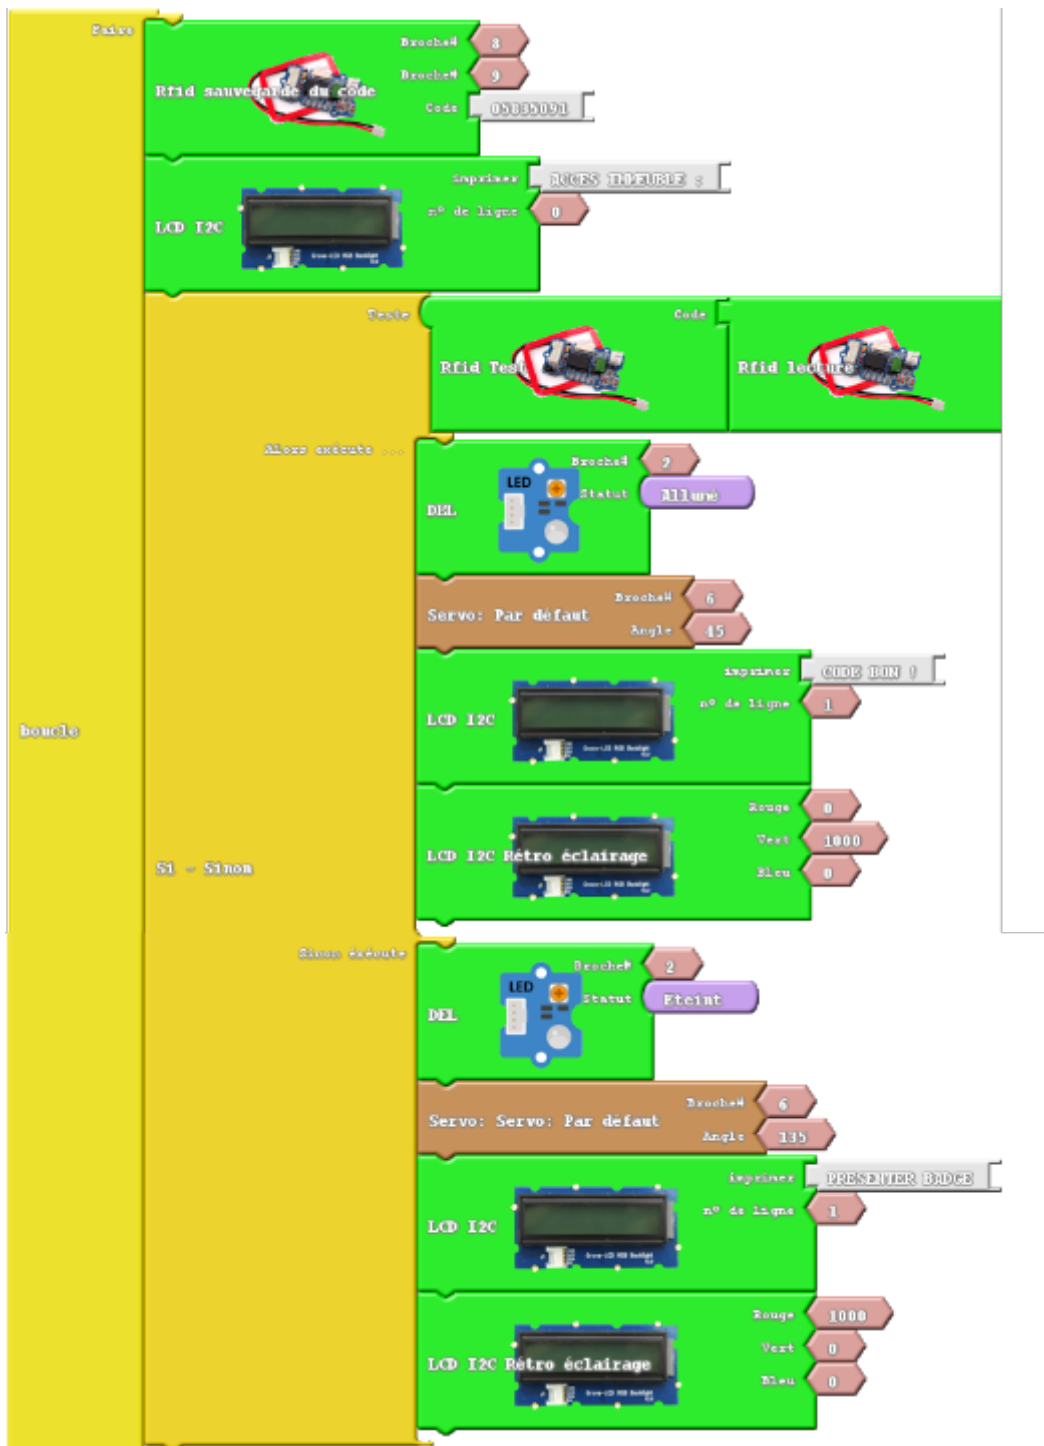 Faire
Broche# 8
Broche# 9
Rfid sauvegarde du code
Code 05835091
imprimer ACCES IMMEUBLE :
n° de ligne 0
LCD I2C
Teste
Code
Rfid Test
Rfid lecture
Alors exécute ...
Broche# 2
LED
Statut Allumé
DEL
Broche# 6
Servo: Par défaut
Angle 45
imprimer CODE BON !
n° de ligne 1
LCD I2C
boucle
Rouge 0
Vert 1000
LCD I2C Rétro éclairage
Bleu 0
Si - Sinon
Sinon éxécute
Broche# 2
LED
Statut Eteint
DEL
Broche# 6
Servo: Servo: Par défaut
Angle 135
imprimer PRESENTER BADGE
n° de ligne 1
LCD I2C
Rouge 1000
Vert 0
LCD I2C Rétro éclairage
Bleu 0